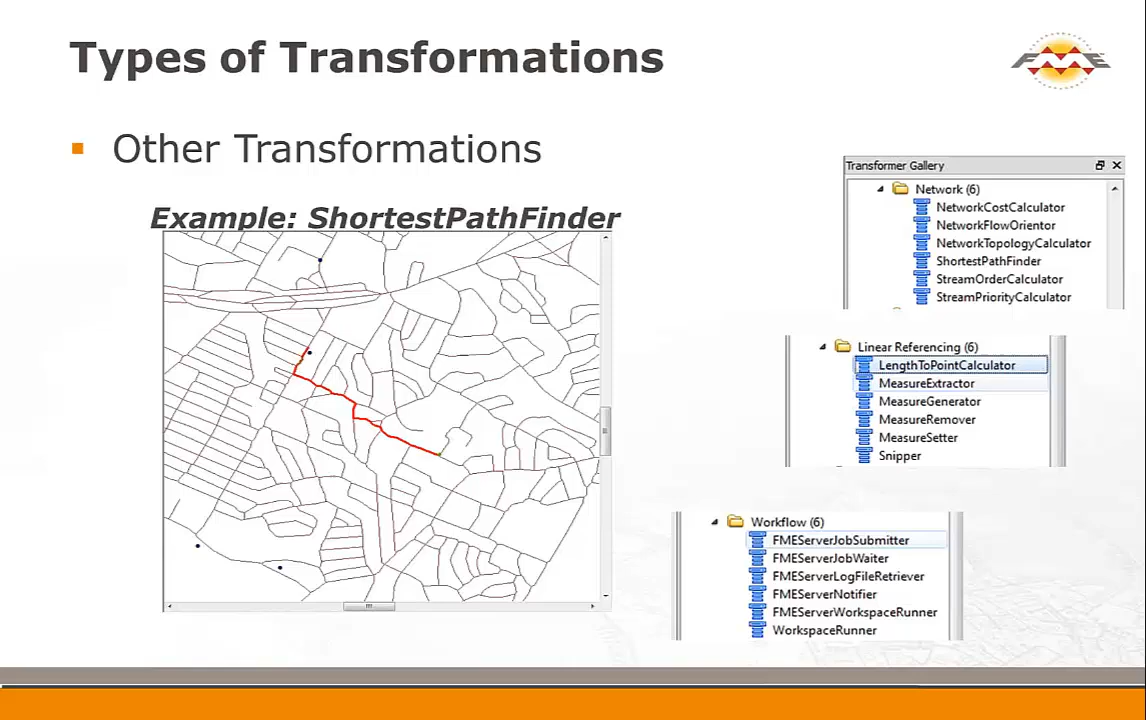 Types of Transformations
FME
Other Transformations
Example: ShortestPathFinder
Transformer Gallery
Network (6)
NetworkCostCalculator
NetworkFlowOrientor
NetworkTopologyCalculator
ShortestPathFinder
StreamOrderCalculator
StreamPriorityCalculator
Linear Referencing (6)
LengthToPointCalculator
MeasureExtractor
MeasureGenerator
MeasureRemover
MeasureSetter
Snipper
Workflow (6)
FMEServerJobSubmitter
FMEServerJobWaiter
FMEServerLogFileRetriever
FMEServerNotifier
FMEServerWorkspaceRunner
WorkspaceRunner